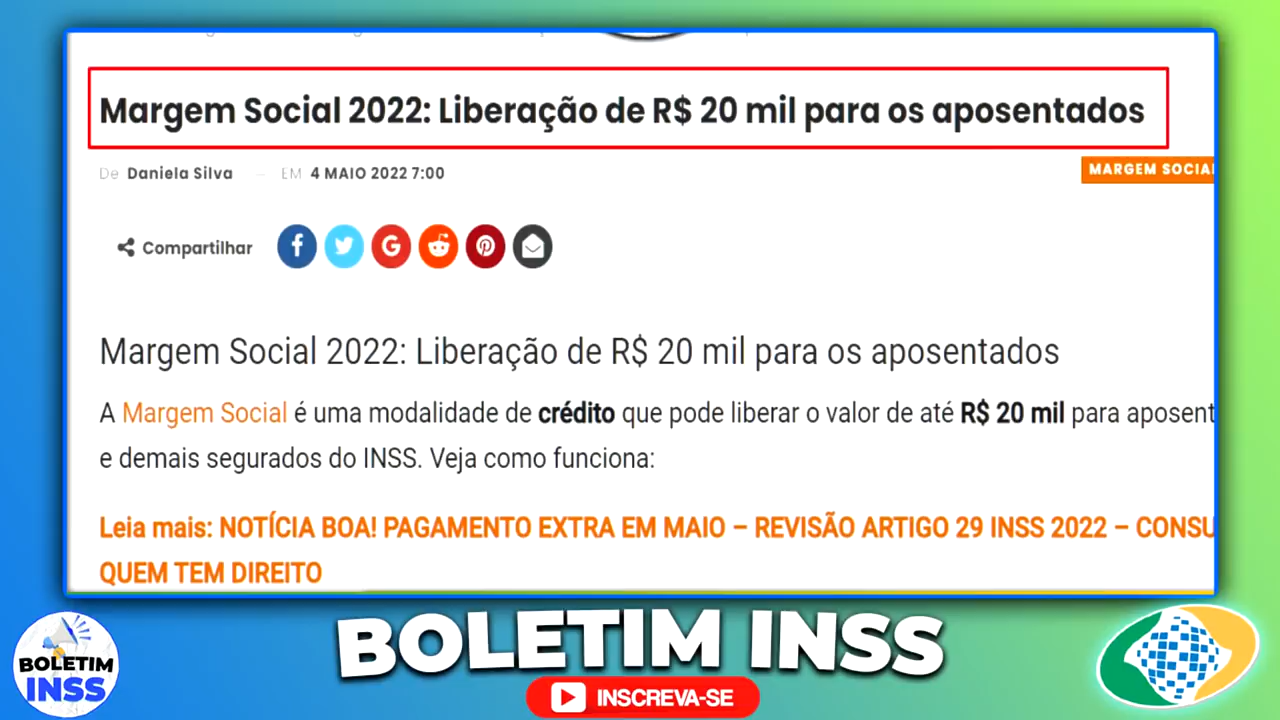 Margem Social 2022: Liberação de R$ 20 mil para os aposentados
De Daniela Silva — EM 4 MAIO 2022 7:00
MARGEM SOCIAL
Compartilhar
Margem Social 2022: Liberação de R$ 20 mil para os aposentados
A Margem Social é uma modalidade de crédito que pode liberar o valor de até R$ 20 mil para aposent
e demais segurados do INSS. Veja como funciona:
Leia mais: NOTÍCIA BOA! PAGAMENTO EXTRA EM MAIO – REVISÃO ARTIGO 29 INSS 2022 – CONSU
QUEM TEM DIREITO
BOLETIM INSS
BOLETIM
INSS
INSCREVA-SE